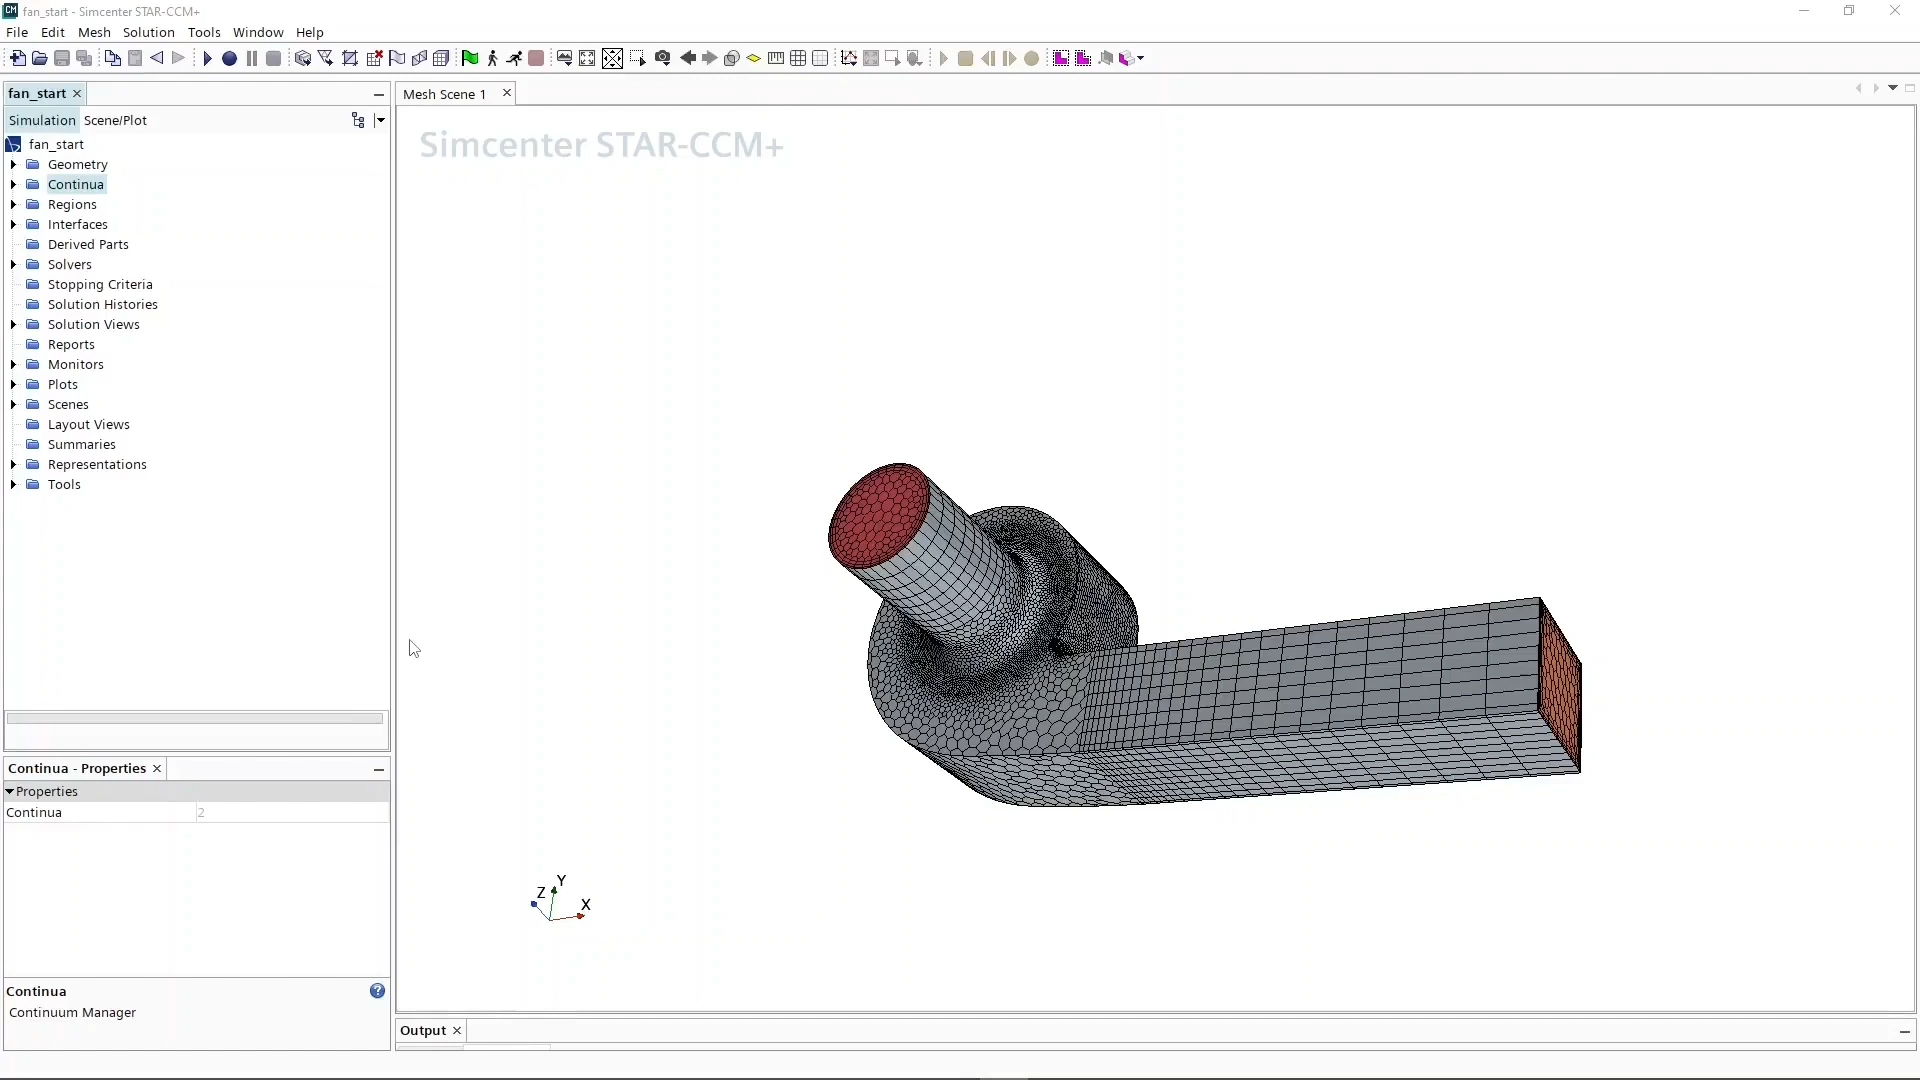 fan_start - Simcenter STAR-CCM+
File Edit Mesh Solution Tools Window Help
fan_start
Simulation Scene/Plot
fan_start
Geometry
Continua
Regions
Interfaces
Derived Parts
Solvers
Stopping Criteria
Solution Histories
Solution Views
Reports
Monitors
Plots
Scenes
Layout Views
Summaries
Representations
Tools
Continua - Properties
Properties
Continua 2
Continua
Continuum Manager
Mesh Scene 1
Simcenter STAR-CCM+
Y
Z
X
Output